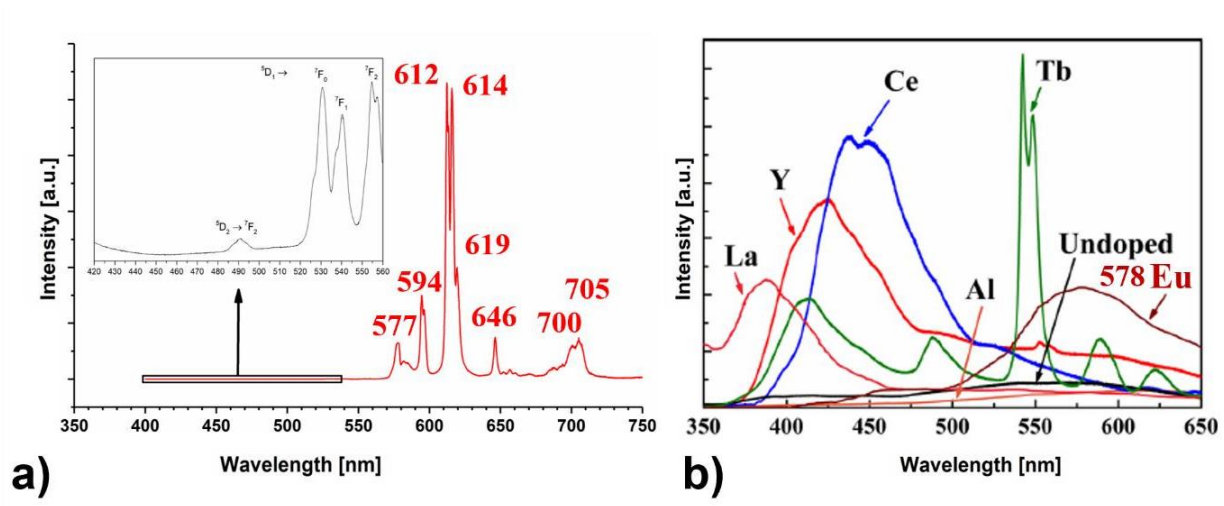 ⁵D₁ → ⁷F₀ ⁷F₁ ⁷F₂
⁵D₂ → ⁷F₂
420 430 440 450 460 470 480 490 500 510 520 530 540 550 560
612 614
619
594
577
646
705
700
Intensity [a.u.]
400 450 500 550 600 650 700 750
Wavelength [nm]
a)
Tb
Ce
Y
Undoped
La
578 Eu
Al
Intensity [a.u.]
350 400 450 500 550 600 650
Wavelength [nm]
b)